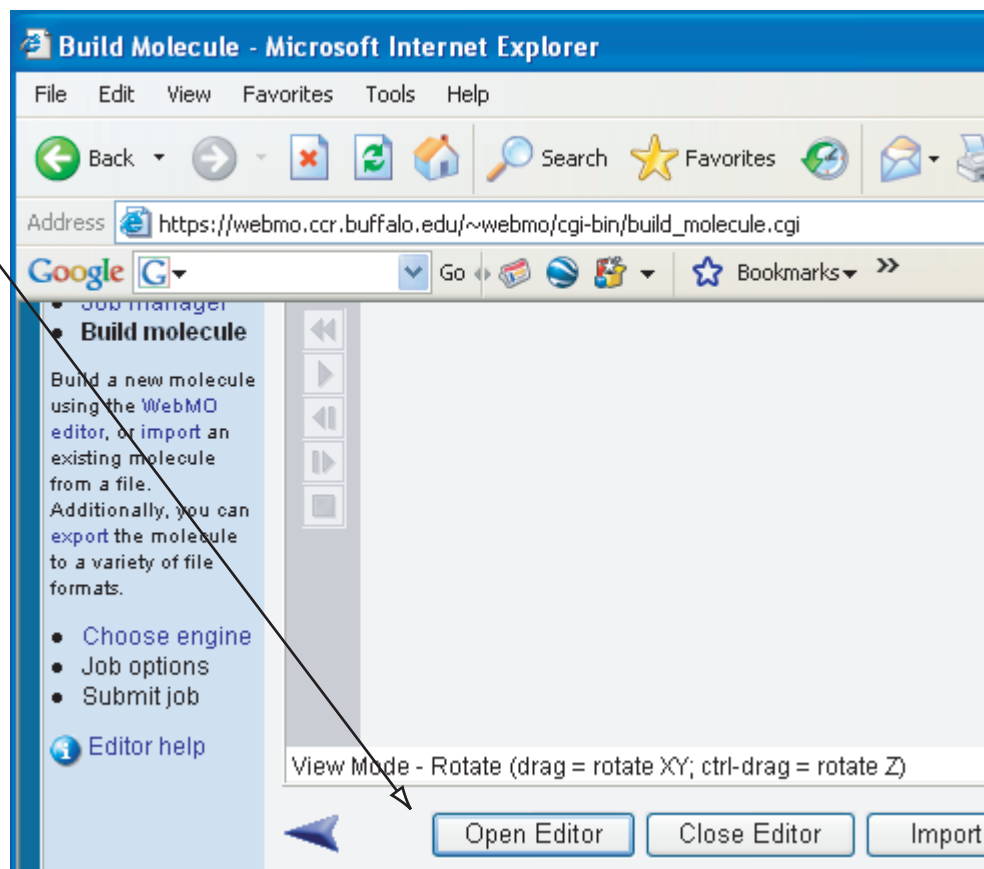 Build Molecule - Microsoft Internet Explorer
File Edit View Favorites Tools Help
Back Search Favorites
Address https://webmo.ccr.buffalo.edu/~webmo/cgi-bin/build_molecule.cgi
Google G Go Bookmarks >>
Job manager
Build molecule
Build a new molecule
using the WebMO
editor, or import an
existing molecule
from a file.
Additionally, you can
export the molecule
to a variety of file
formats.
Choose engine
Job options
Submit job
Editor help
View Mode - Rotate (drag = rotate XY; ctrl-drag = rotate Z)
Open Editor Close Editor Import